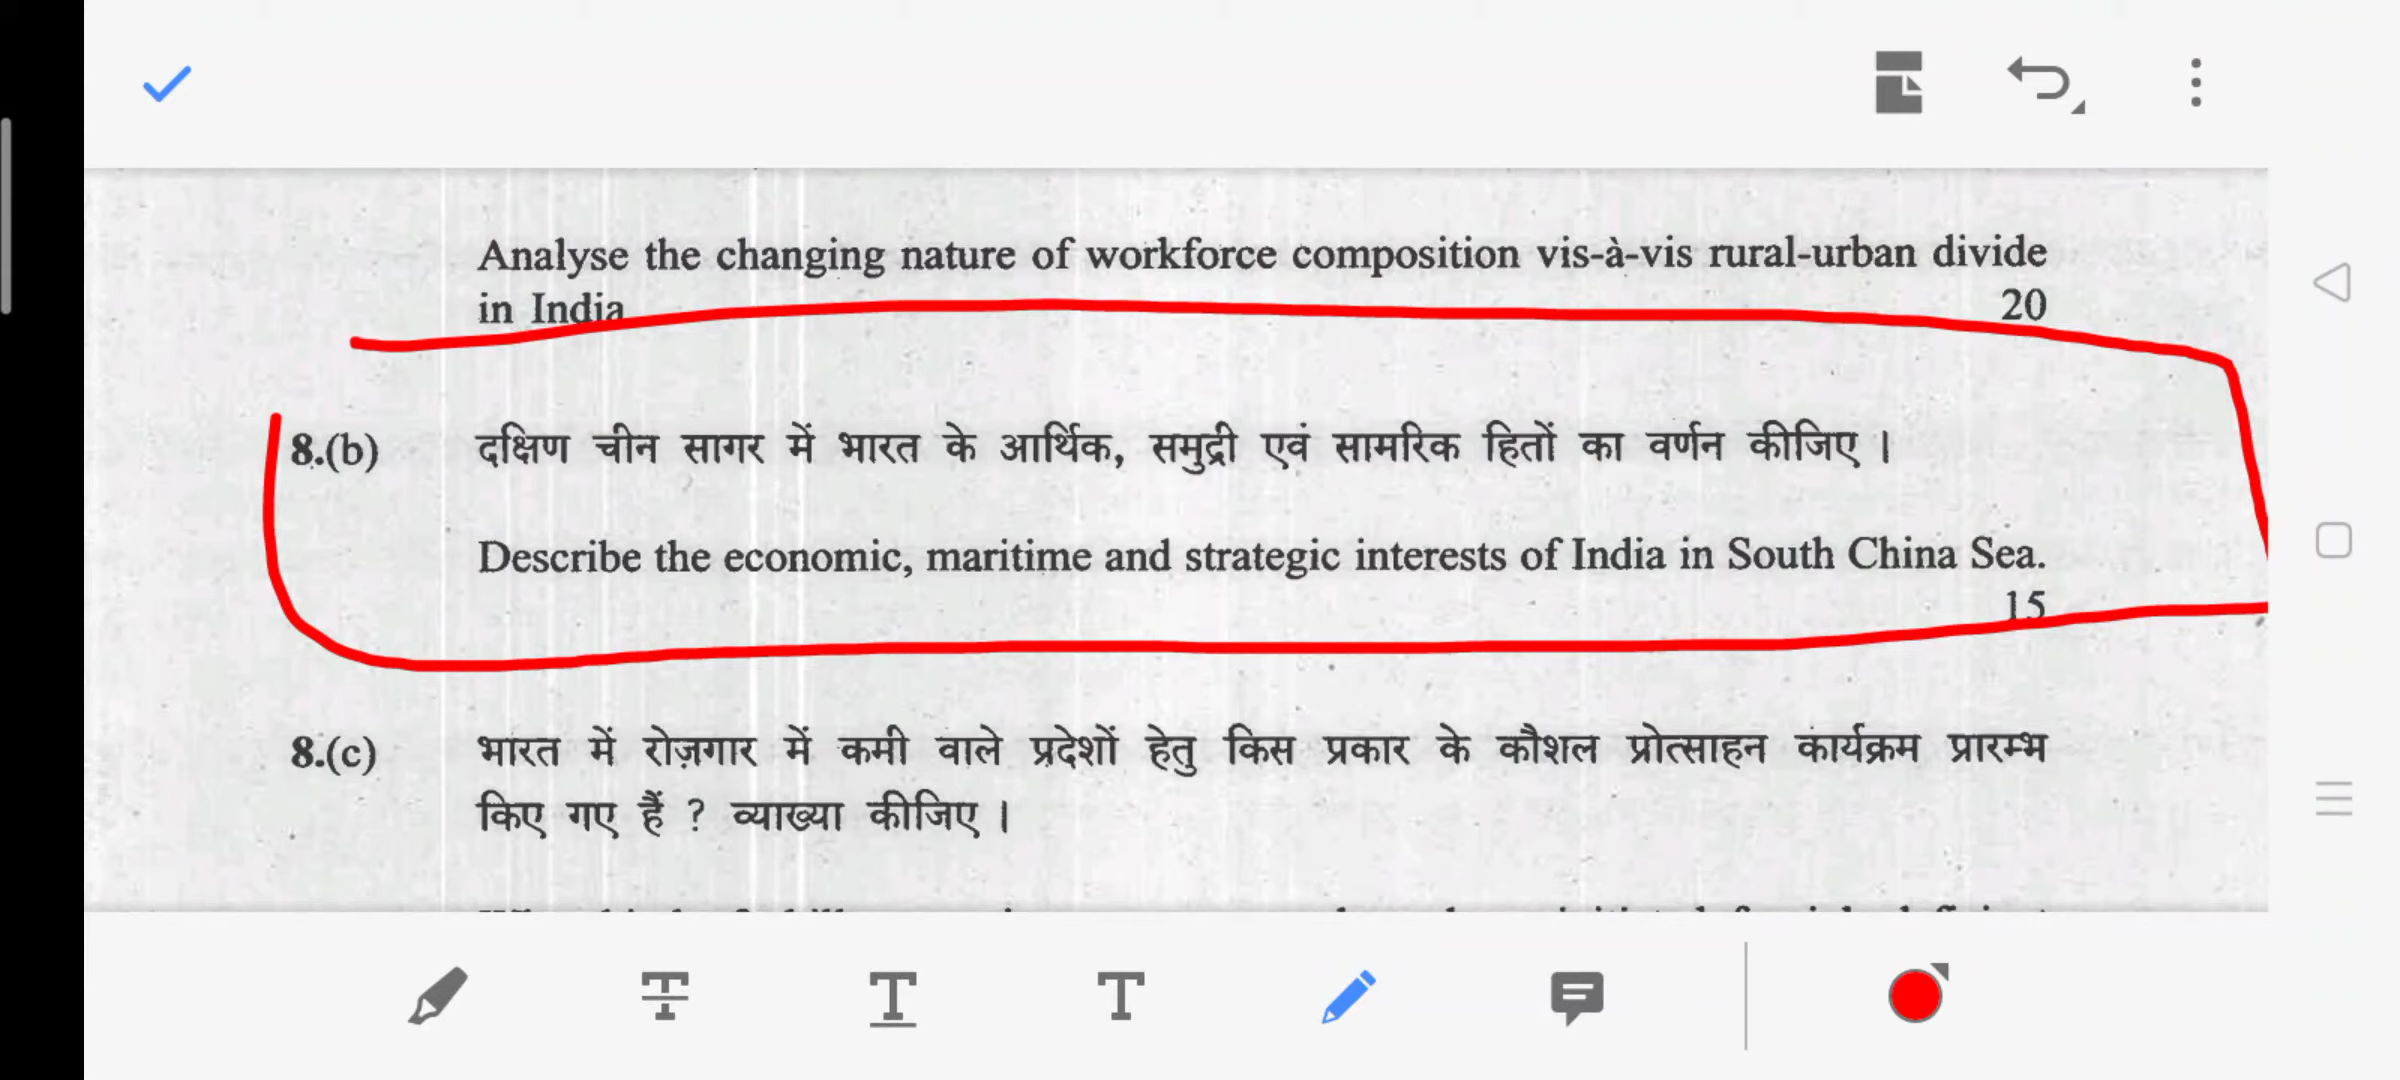 Analyse the changing nature of workforce composition vis-à-vis rural-urban divide
in India 20
8.(b) दक्षिण चीन सागर में भारत के आर्थिक, समुद्री एवं सामरिक हितों का वर्णन कीजिए ।
Describe the economic, maritime and strategic interests of India in South China Sea.
15
8.(c) भारत में रोज़गार में कमी वाले प्रदेशों हेतु किस प्रकार के कौशल प्रोत्साहन कार्यक्रम प्रारम्भ
किए गए हैं ? व्याख्या कीजिए ।